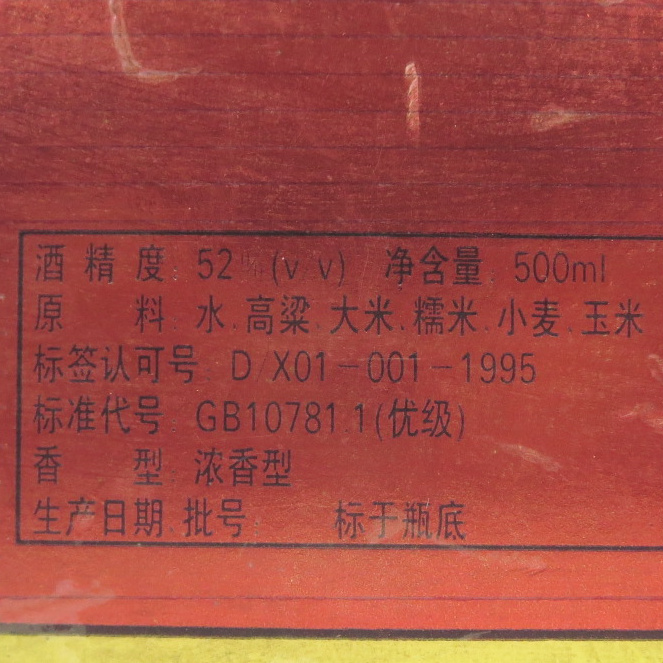 酒 精 度: 52%(v/v) 净含量: 500ml
原 料: 水、高粱、大米、糯米、小麦、玉米
标签认可号 D/X01-001-1995
标准代号: GB10781.1(优级)
香 型: 浓香型
生产日期、批号: 标于瓶底